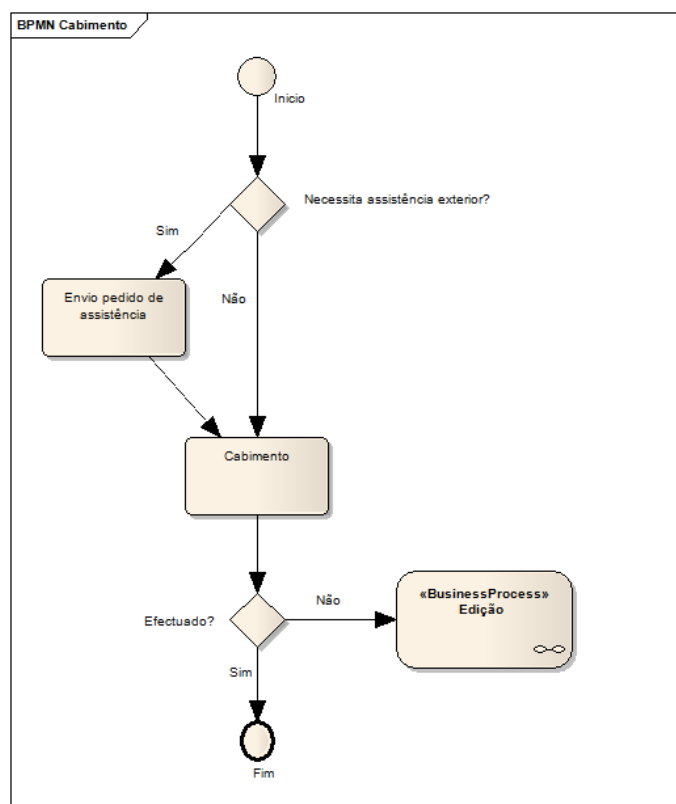 BPMN Cabimento
Inicio
Necessita assistência exterior?
Sim
Envio pedido de
assistência
Não
Cabimento
Efectuado?
Não
«BusinessProcess»
Edição
Sim
Fim